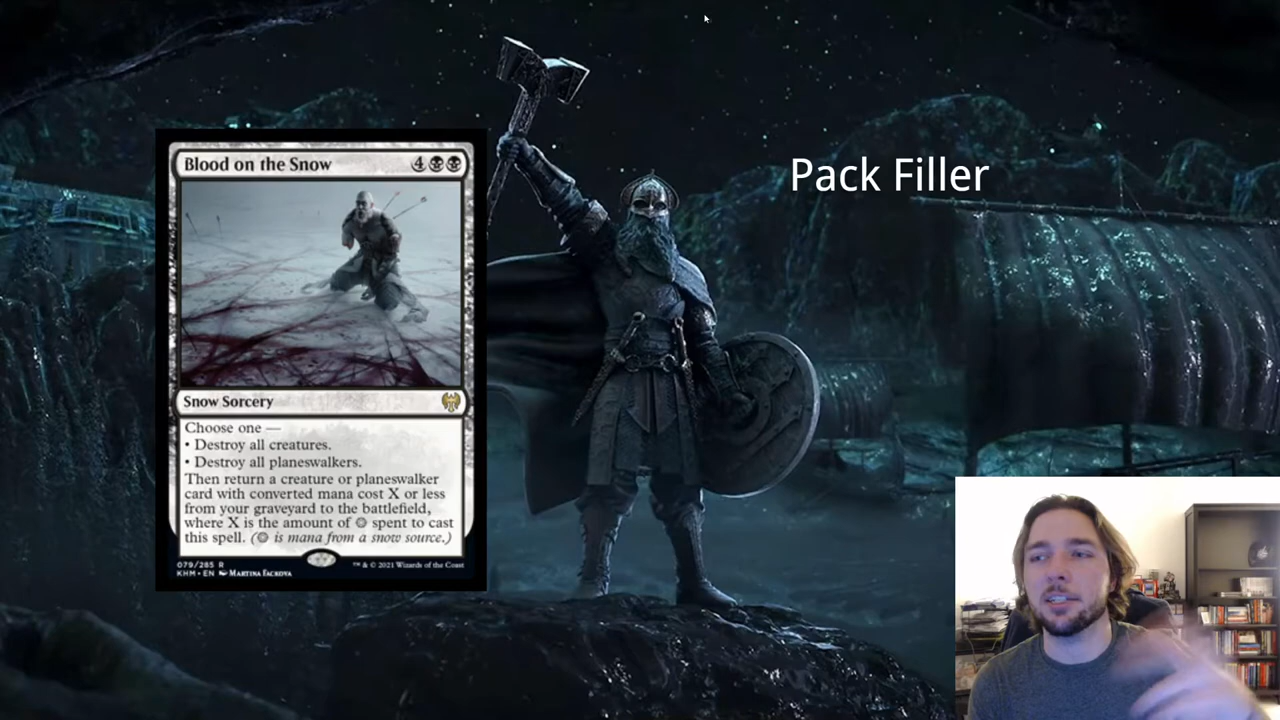 Blood on the Snow 4
Pack Filler
Snow Sorcery
Choose one —
• Destroy all creatures.
• Destroy all planeswalkers.
Then return a creature or planeswalker
card with converted mana cost X or less
from your graveyard to the battlefield,
where X is the amount of spent to cast
this spell. ( is mana from a snow source.)
079/285 R
KHM • EN Martina Fačková
™ & © 2021 Wizards of the Coast